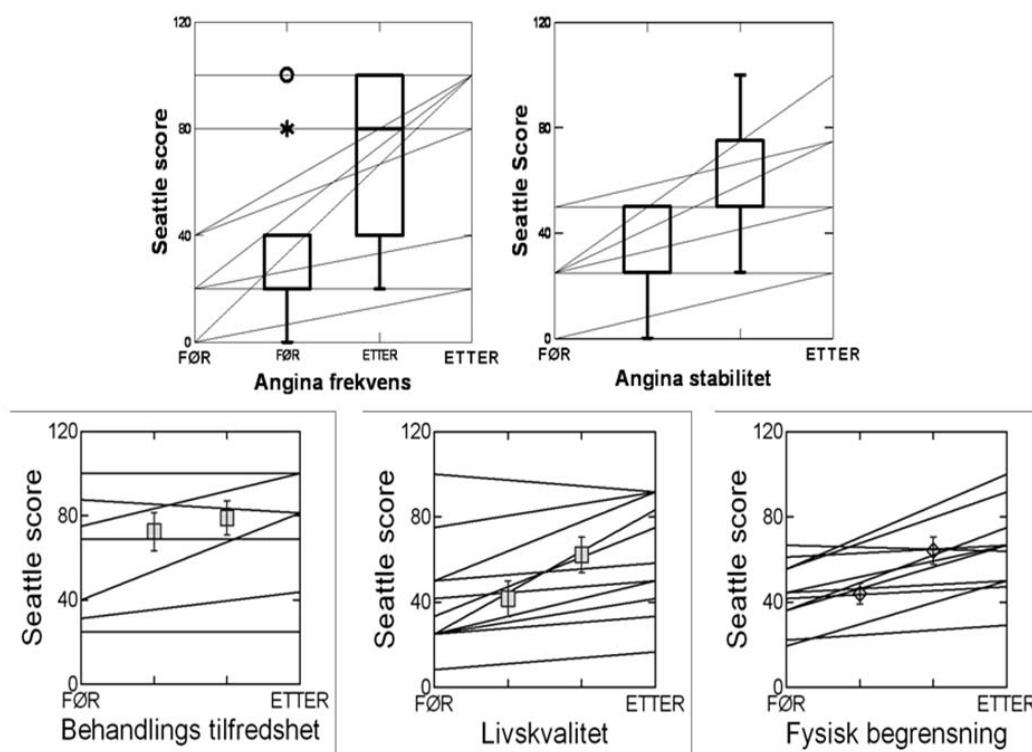 120
80
40
0
Seattle score
FØR
FØR
ETTER
ETTER
Angina frekvens
120
80
40
0
Seattle Score
FØR
ETTER
Angina stabilitet
120
80
40
0
Seattle score
FØR
ETTER
Behandlings tilfredshet
120
80
40
0
Seattle score
FØR
ETTER
Livskvalitet
120
80
40
0
Seattle score
FØR
ETTER
Fysisk begrensning